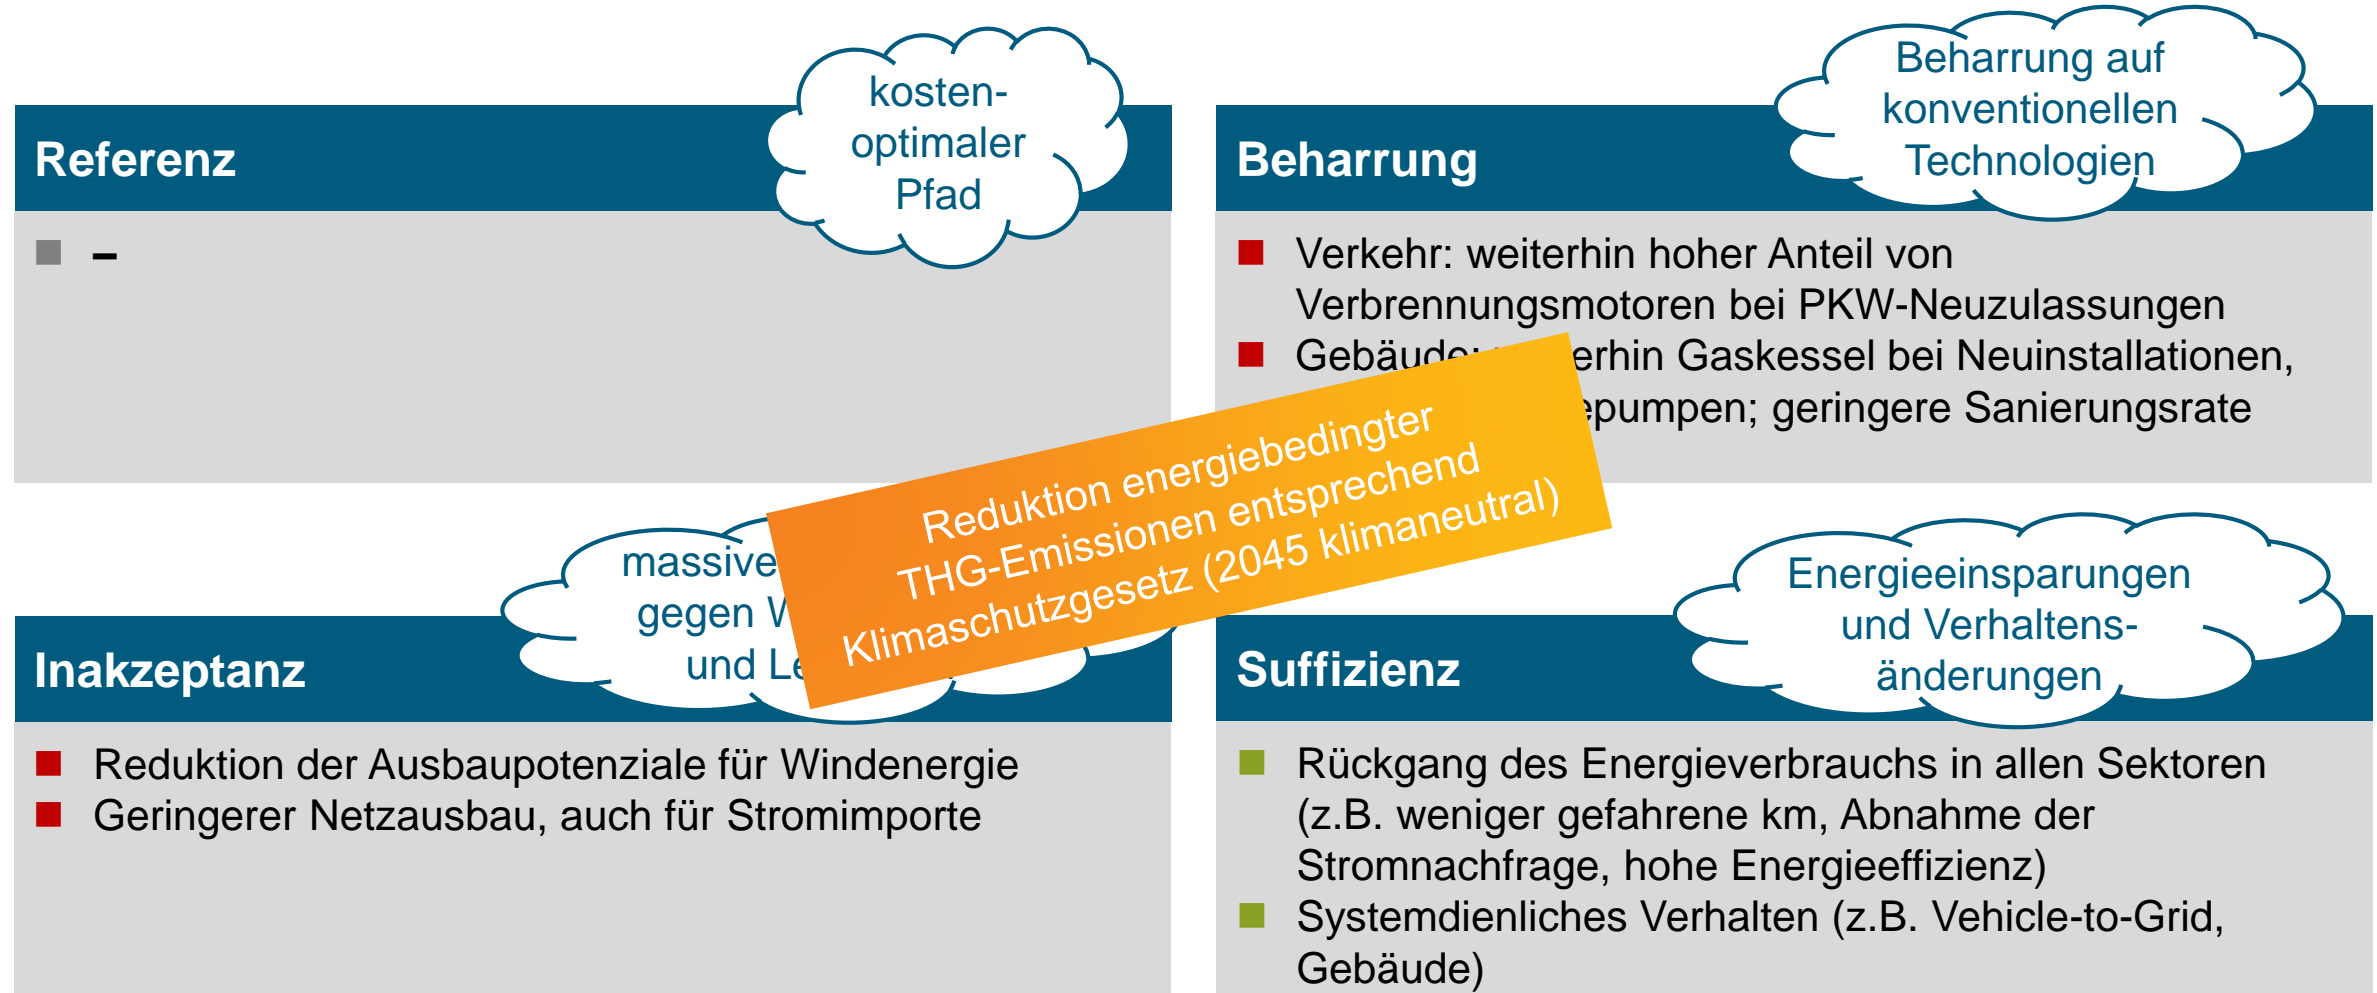 kosten-
optimaler
Pfad
Referenz
–
Beharrung auf
konventionellen
Technologien
Beharrung
Verkehr: weiterhin hoher Anteil von
Verbrennungsmotoren bei PKW-Neuzulassungen
Gebäude: weiterhin Gaskessel bei Neuinstallationen,
geringere Sanierungsrate
Reduktion energiebedingter
THG-Emissionen entsprechend
Klimaschutzgesetz (2045 klimaneutral)
gegen
und
Inakzeptanz
Reduktion der Ausbaupotenziale für Windenergie
Geringerer Netzausbau, auch für Stromimporte
Energieeinsparungen
und Verhaltens-
änderungen
Suffizienz
Rückgang des Energieverbrauchs in allen Sektoren
(z.B. weniger gefahrene km, Abnahme der
Stromnachfrage, hohe Energieeffizienz)
Systemdienliches Verhalten (z.B. Vehicle-to-Grid,
Gebäude)